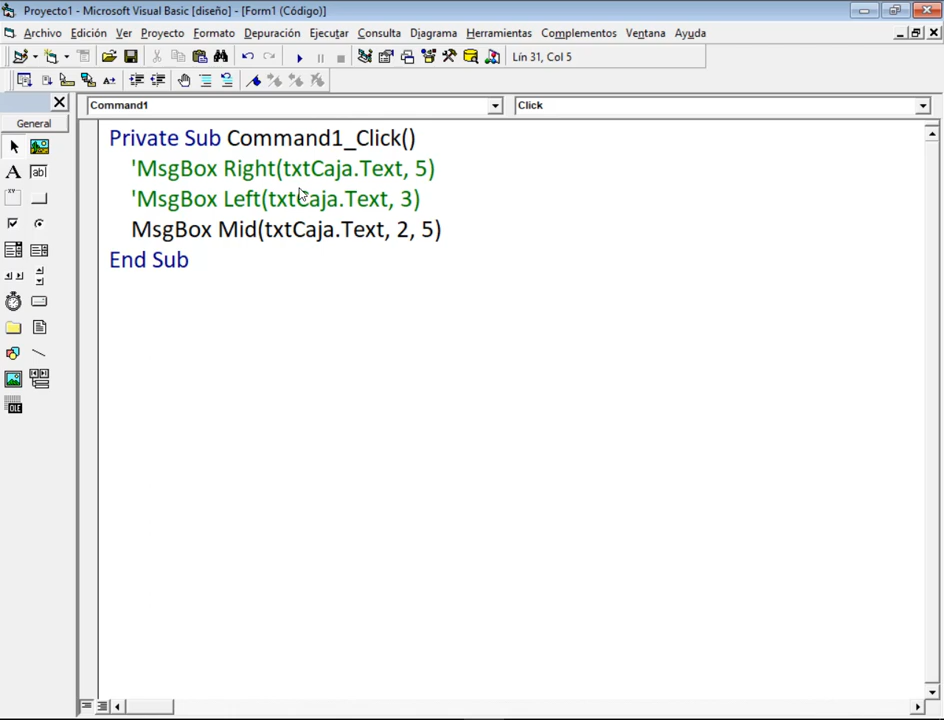 Proyecto1 - Microsoft Visual Basic [diseño] - [Form1 (Código)]
Archivo Edición Ver Proyecto Formato Depuración Ejecutar Consulta Diagrama Herramientas Complementos Ventana Ayuda
Lín 31, Col 5
General
Command1
Click
Private Sub Command1_Click()
'MsgBox Right(txtCaja.Text, 5)
'MsgBox Left(txtCaja.Text, 3)
MsgBox Mid(txtCaja.Text, 2, 5)
End Sub